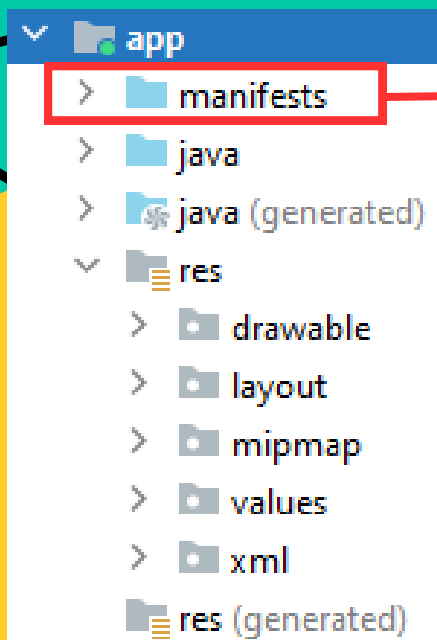 app
manifests
java
java (generated)
res
drawable
layout
mipmap
values
xml
res (generated)